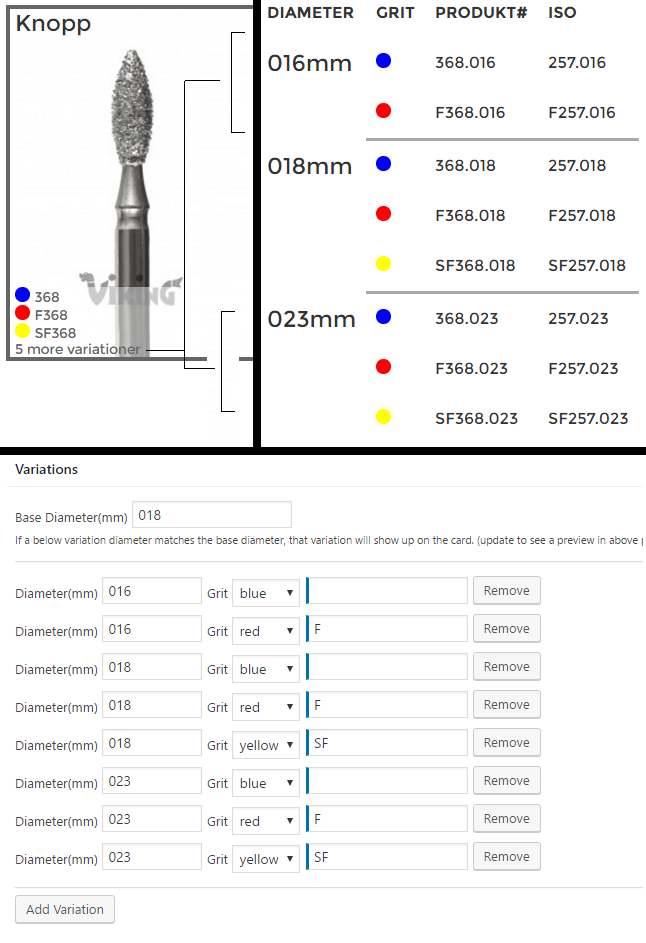 Knopp
VIKING
368
F368
SF368
5 more variationer
DIAMETER GRIT PRODUKT# ISO
016mm 368.016 257.016
F368.016 F257.016
018mm 368.018 257.018
F368.018 F257.018
SF368.018 SF257.018
023mm 368.023 257.023
F368.023 F257.023
SF368.023 SF257.023
Variations
Base Diameter(mm) 018
If a below variation diameter matches the base diameter, that variation will show up on the card. (update to see a preview in above
Diameter(mm) 016 Grit blue Remove
Diameter(mm) 016 Grit red F Remove
Diameter(mm) 018 Grit blue Remove
Diameter(mm) 018 Grit red F Remove
Diameter(mm) 018 Grit yellow SF Remove
Diameter(mm) 023 Grit blue Remove
Diameter(mm) 023 Grit red F Remove
Diameter(mm) 023 Grit yellow SF Remove
Add Variation